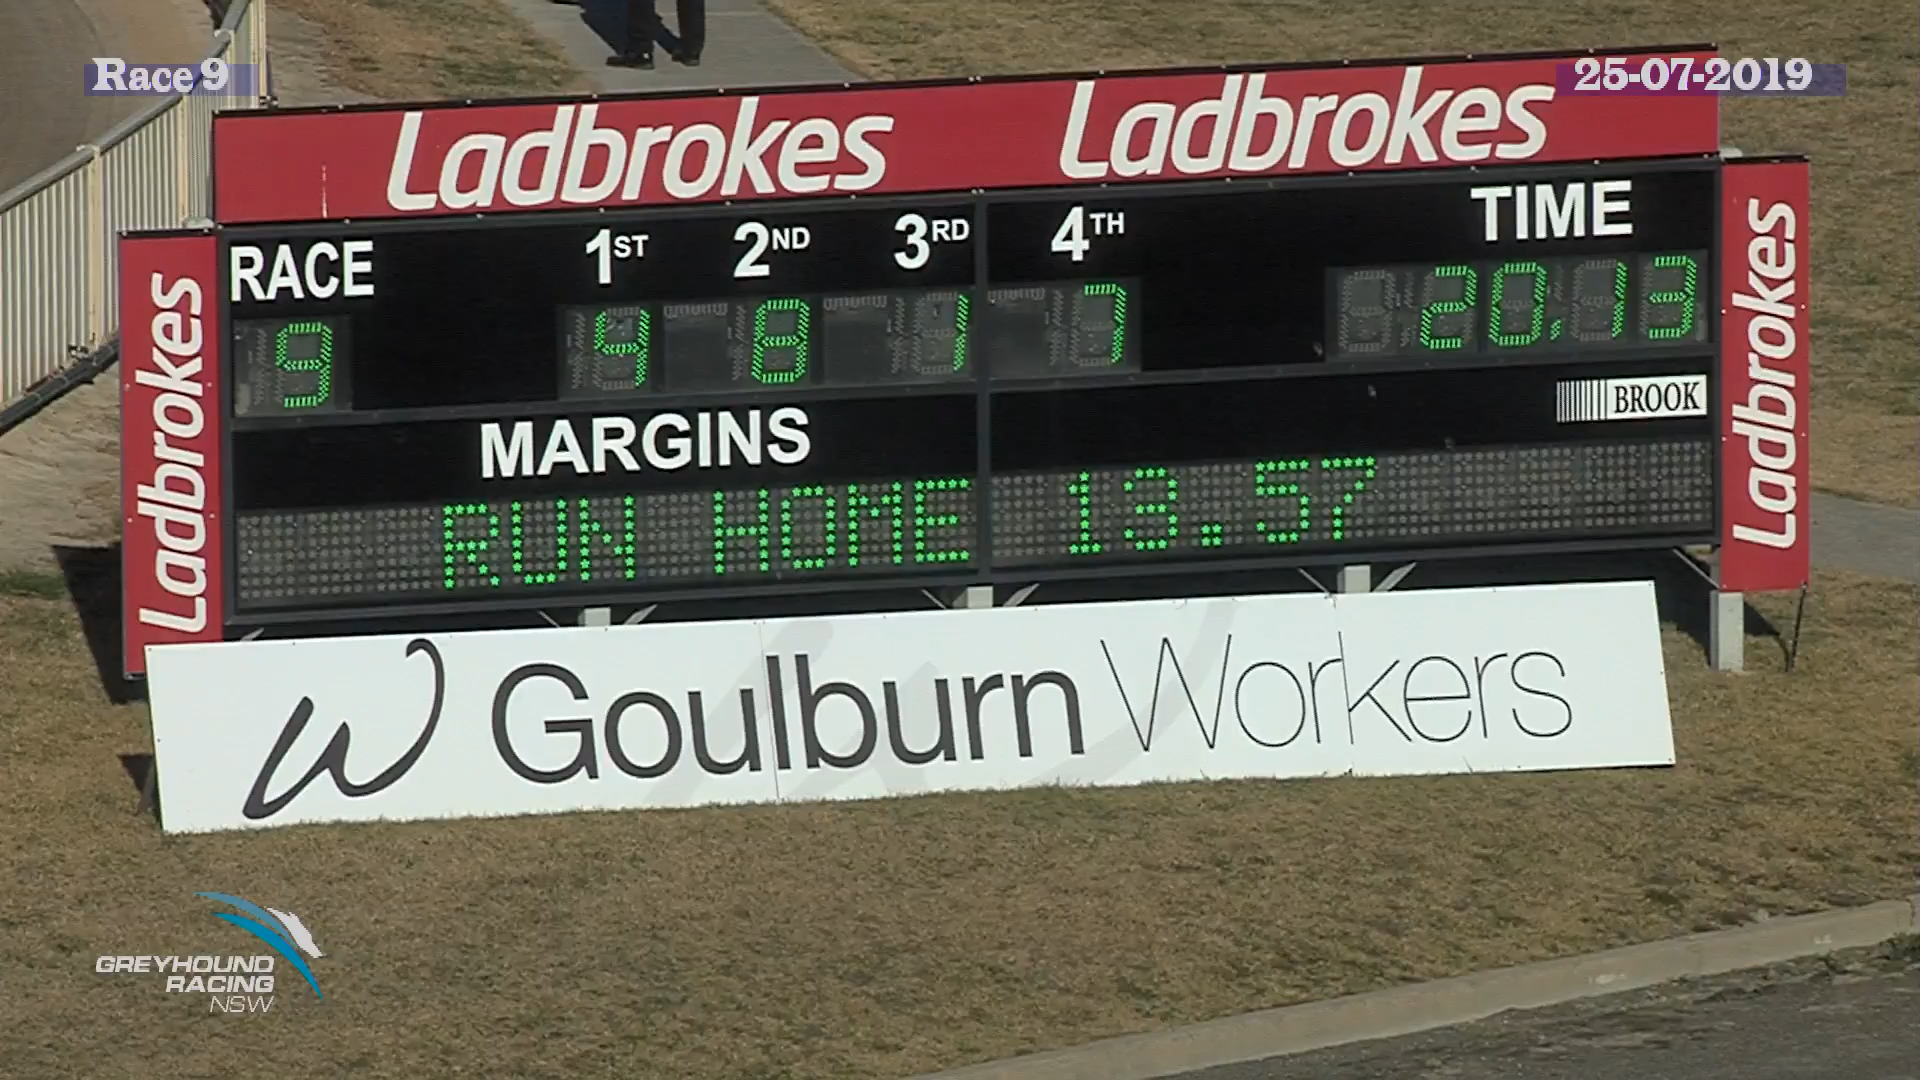 Race 9
25-07-2019
Ladbrokes Ladbrokes
RACE 1ST 2ND 3RD 4TH TIME
9 4 8 1 7 20.13
BROOK
MARGINS
RUN HOME 13.57
Ladbrokes
Ladbrokes
W Goulburn Workers
GREYHOUND
RACING
NSW